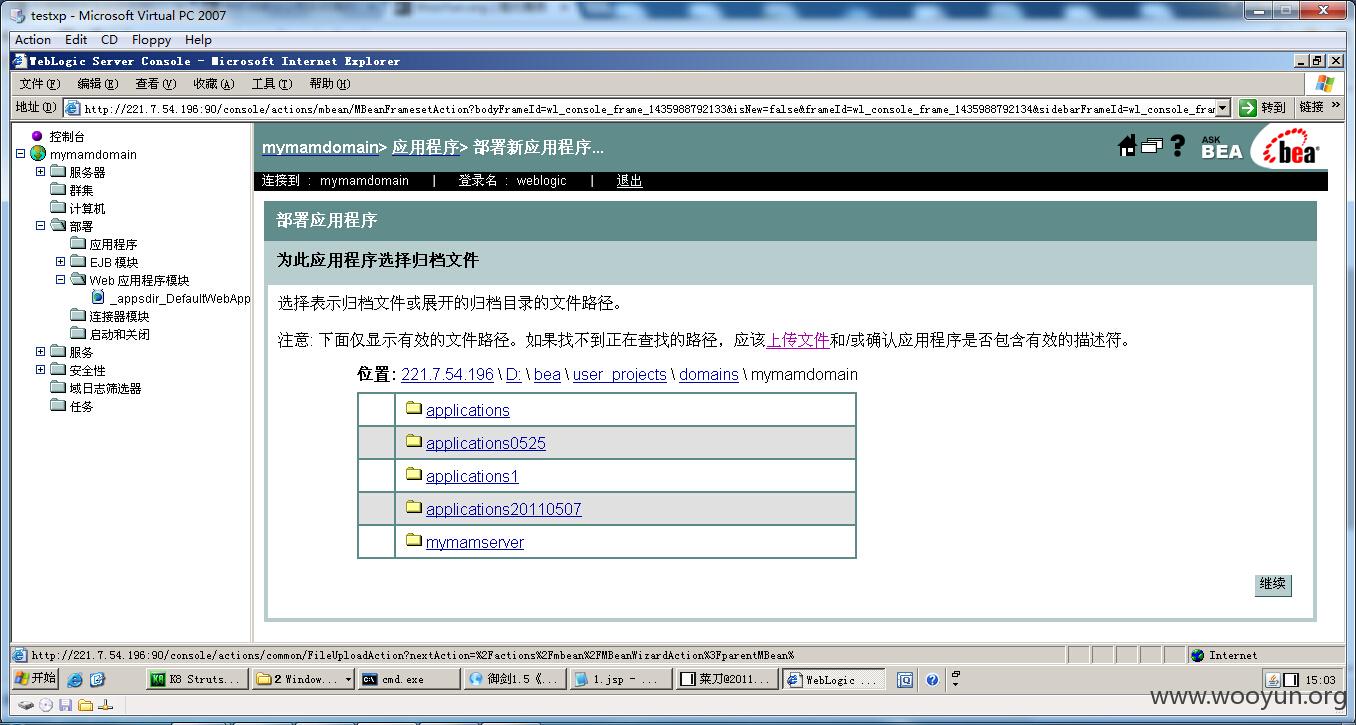 testxp - Microsoft Virtual PC 2007
Action Edit CD Floppy Help
WebLogic Server Console - Microsoft Internet Explorer
文件(F) 编辑(E) 查看(V) 收藏(A) 工具(T) 帮助(H)
地址(D) http://221.7.54.196:90/console/actions/mbean/MBeanFramesetAction?bodyFrameId=wl_console_frame_1435988792133&isNew=false&frameId=wl_console_frame_1435988792134&sidebarFrameId=wl_console_fra 转到 链接 »
控制台
mymamdomain
服务器
群集
计算机
部署
应用程序
EJB 模块
Web 应用程序模块
_appsdir_DefaultWebApp
连接器模块
启动和关闭
服务
安全性
域日志筛选器
任务
mymamdomain> 应用程序> 部署新应用程序...
ASK BEA
bea
连接到 : mymamdomain | 登录名 : weblogic | 退出
部署应用程序
为此应用程序选择归档文件
选择表示归档文件或展开的归档目录的文件路径。
注意: 下面仅显示有效的文件路径。如果找不到正在查找的路径，应该上传文件和/或确认应用程序是否包含有效的描述符。
位置: 221.7.54.196 \ D: \ bea \ user_projects \ domains \ mymamdomain
applications
applications0525
applications1
applications20110507
mymamserver
继续
http://221.7.54.196:90/console/actions/common/FileUploadAction?nextAction=%2Factions%2Fmbean%2FMBeanWizardAction%3FparentMBean% Internet
开始 K8 Struts... 2 Window... cmd.exe 御剑1.5 《... 1.jsp - ... 菜刀@2011... WebLogic ... 15:03
www.wooyun.org